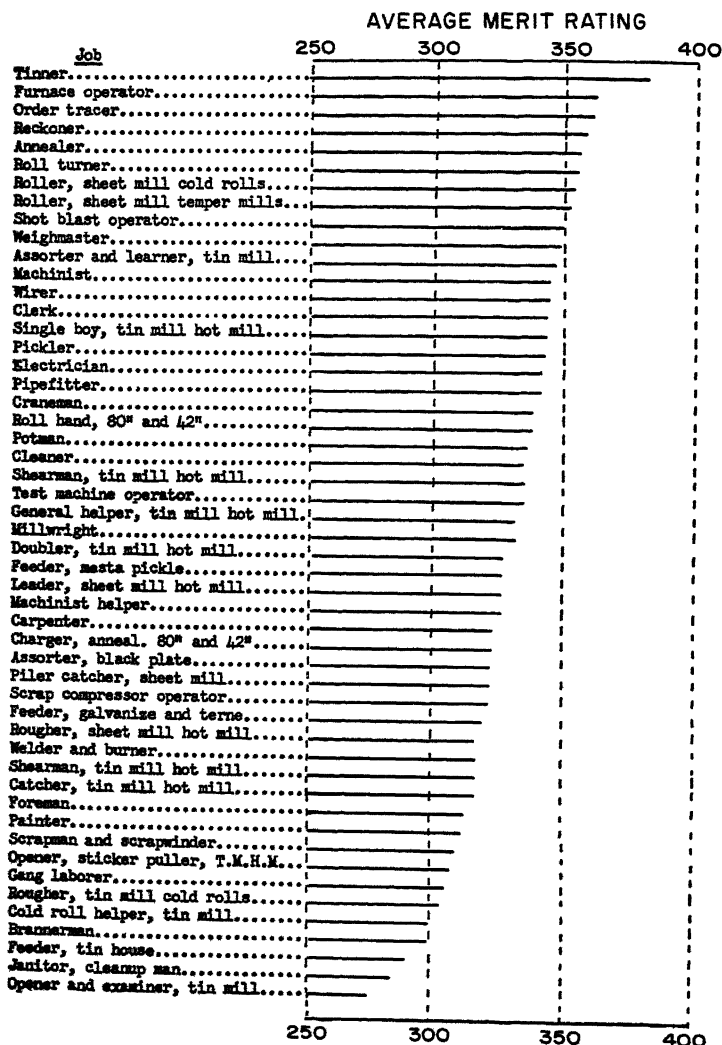 AVERAGE MERIT RATING
Job 250 300 350 400
Tinner
Furnace operator
Order tracer
Reckoner
Annealer
Roll turner
Roller, sheet mill cold rolls
Roller, sheet mill temper mills
Shot blast operator
Weighmaster
Assorter and learner, tin mill
Machinist
Wirer
Clerk
Single boy, tin mill hot mill
Pickler
Electrician
Pipefitter
Craneman
Roll hand, 80" and 42"
Potman
Cleaner
Shearman, tin mill hot mill
Test machine operator
General helper, tin mill hot mill
Millwright
Doubler, tin mill hot mill
Feeder, mesta pickle
Leader, sheet mill hot mill
Machinist helper
Carpenter
Charger, anneal. 80" and 42"
Assorter, black plate
Piler catcher, sheet mill
Scrap compressor operator
Feeder, galvanize and terne
Rougher, sheet mill hot mill
Welder and burner
Shearman, tin mill hot mill
Catcher, tin mill hot mill
Foreman
Painter
Scrapman and scrapwinder
Opener, sticker puller, T.M.H.M.
Gang laborer
Rougher, tin mill cold rolls
Cold roll helper, tin mill
Brannerman
Feeder, tin house
Janitor, cleanup man
Opener and examiner, tin mill
250 300 350 400